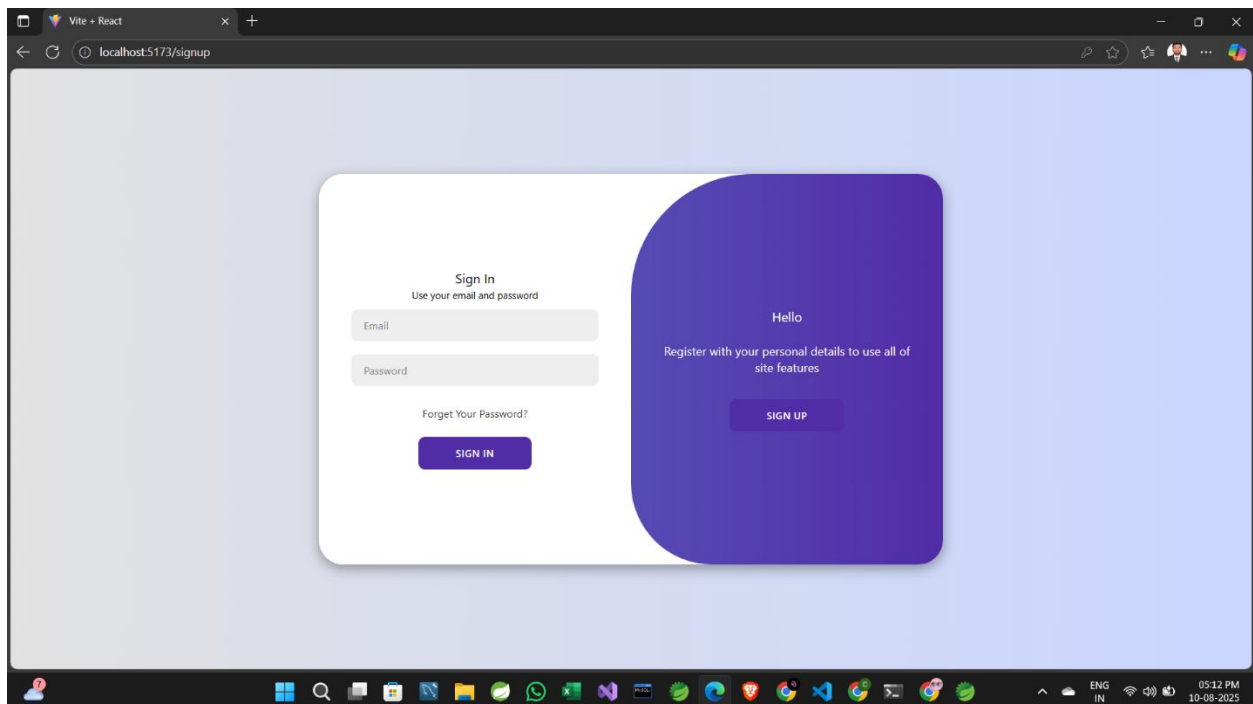 Vite + React
localhost:5173/signup
Sign In
Use your email and password
Email
Password
Forget Your Password?
SIGN IN
Hello
Register with your personal details to use all of
site features
SIGN UP
7
ENG
IN
05:12 PM
10-08-2025